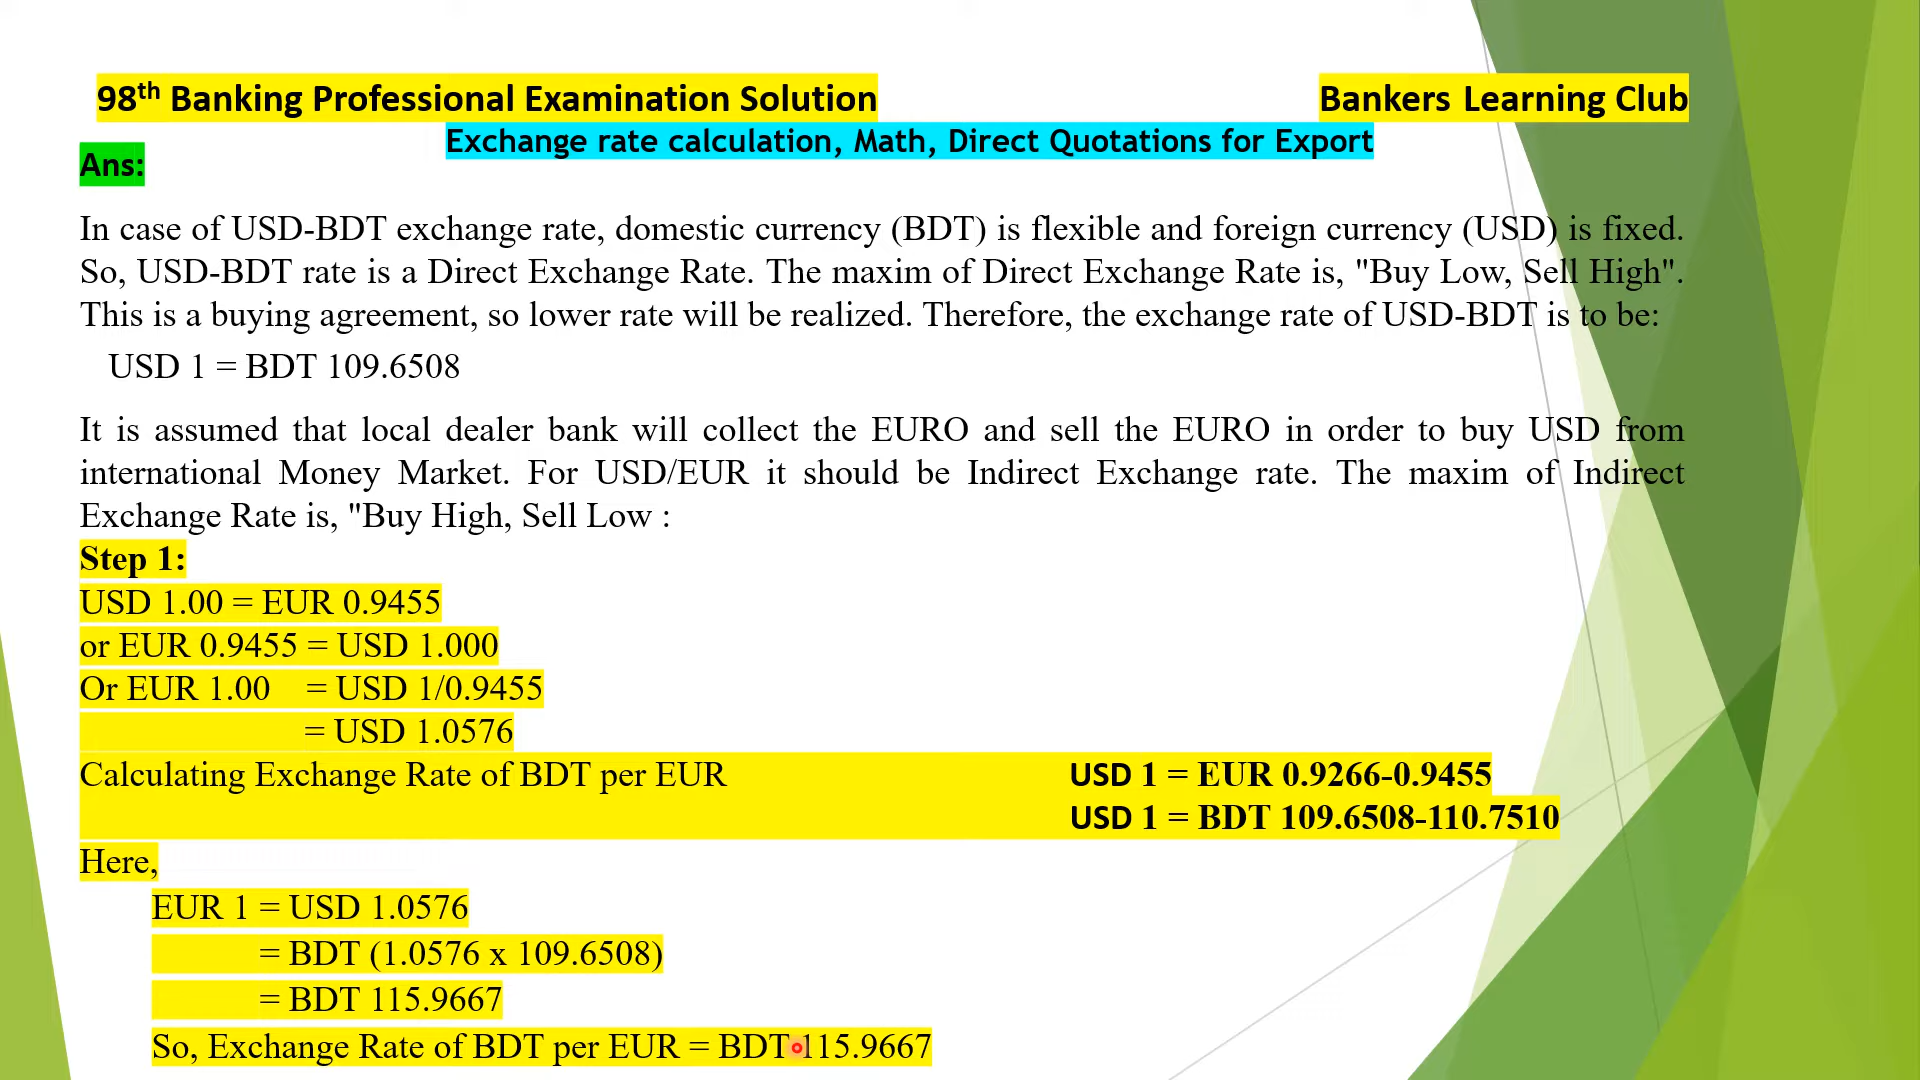 98th Banking Professional Examination Solution
Bankers Learning Club
Exchange rate calculation, Math, Direct Quotations for Export
Ans:
In case of USD-BDT exchange rate, domestic currency (BDT) is flexible and foreign currency (USD) is fixed.
So, USD-BDT rate is a Direct Exchange Rate. The maxim of Direct Exchange Rate is, "Buy Low, Sell High".
This is a buying agreement, so lower rate will be realized. Therefore, the exchange rate of USD-BDT is to be:
USD 1 = BDT 109.6508
It is assumed that local dealer bank will collect the EURO and sell the EURO in order to buy USD from
international Money Market. For USD/EUR it should be Indirect Exchange rate. The maxim of Indirect
Exchange Rate is, "Buy High, Sell Low :
Step 1:
USD 1.00 = EUR 0.9455
or EUR 0.9455 = USD 1.000
Or EUR 1.00 = USD 1/0.9455
= USD 1.0576
Calculating Exchange Rate of BDT per EUR
USD 1 = EUR 0.9266-0.9455
USD 1 = BDT 109.6508-110.7510
Here,
EUR 1 = USD 1.0576
= BDT (1.0576 x 109.6508)
= BDT 115.9667
So, Exchange Rate of BDT per EUR = BDT 115.9667